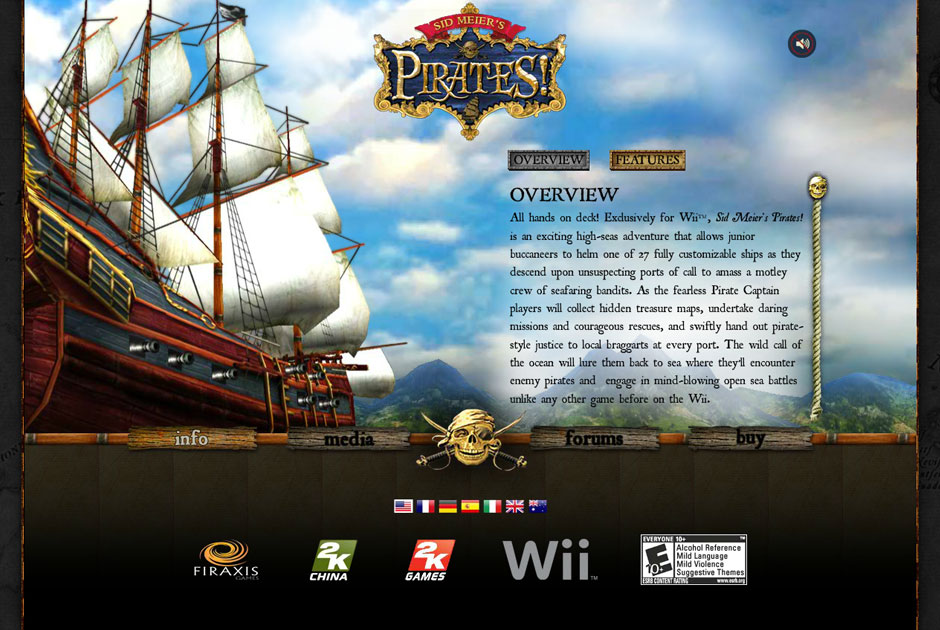 SID MEIER'S
PIRATES!
OVERVIEW
FEATURES
OVERVIEW
All hands on deck! Exclusively for Wii™, Sid Meier's Pirates!
is an exciting high-seas adventure that allows junior
buccaneers to helm one of 27 fully customizable ships as they
descend upon unsuspecting ports of call to amass a motley
crew of seafaring bandits. As the fearless Pirate Captain
players will collect hidden treasure maps, undertake daring
missions and courageous rescues, and swiftly hand out pirate-
style justice to local braggarts at every port. The wild call of
the ocean will lure them back to sea where they'll encounter
enemy pirates and engage in mind-blowing open sea battles
unlike any other game before on the Wii.
info
media
forums
buy
FIRAXIS
GAMES
2K
CHINA
2K
GAMES
Wii™
EVERYONE 10+
E
10+
Alcohol Reference
Mild Language
Mild Violence
Suggestive Themes
ESRB CONTENT RATING
www.esrb.org